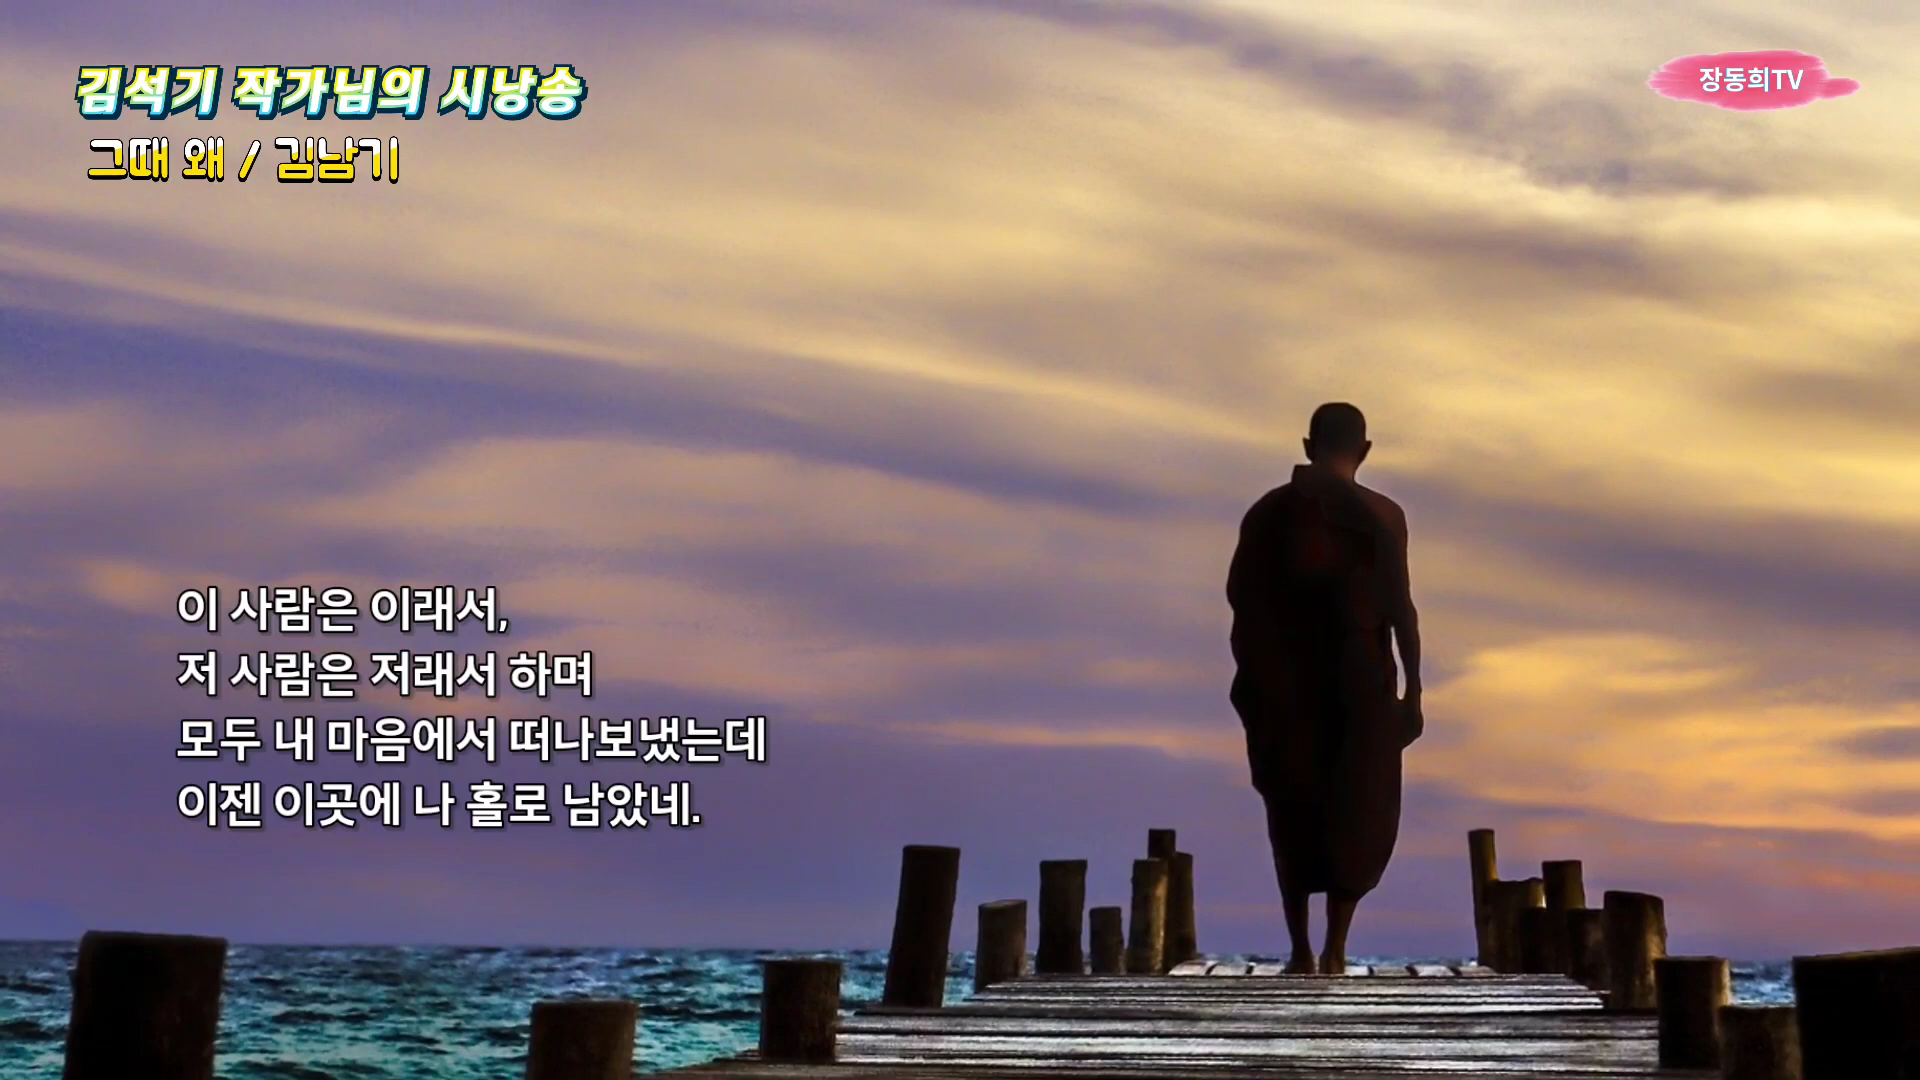 김석기 작가님의 시낭송
장동희TV
그때 왜 / 김남기
이 사람은 이래서,
저 사람은 저래서 하며
모두 내 마음에서 떠나보냈는데
이젠 이곳에 나 홀로 남았네.